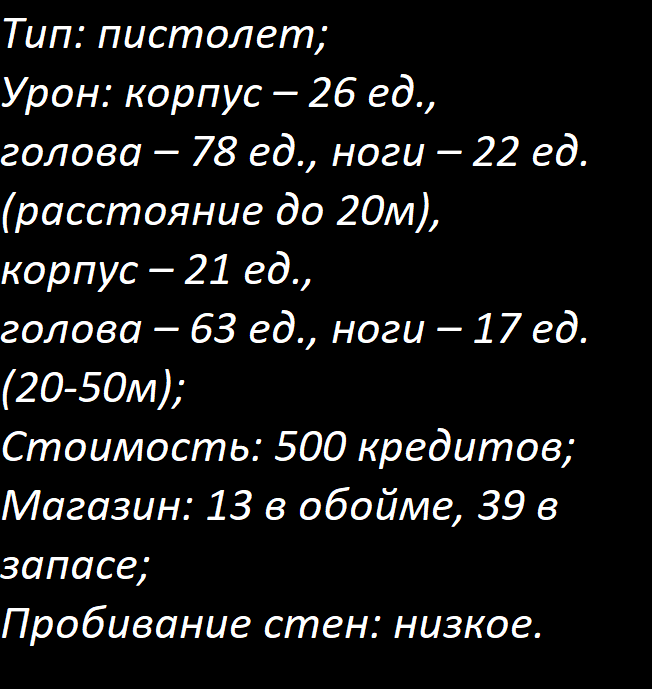 Тип: пистолет;
Урон: корпус – 26 ед.,
голова – 78 ед., ноги – 22 ед.
(расстояние до 20м),
корпус – 21 ед.,
голова – 63 ед., ноги – 17 ед.
(20-50м);
Стоимость: 500 кредитов;
Магазин: 13 в обойме, 39 в
запасе;
Пробивание стен: низкое.